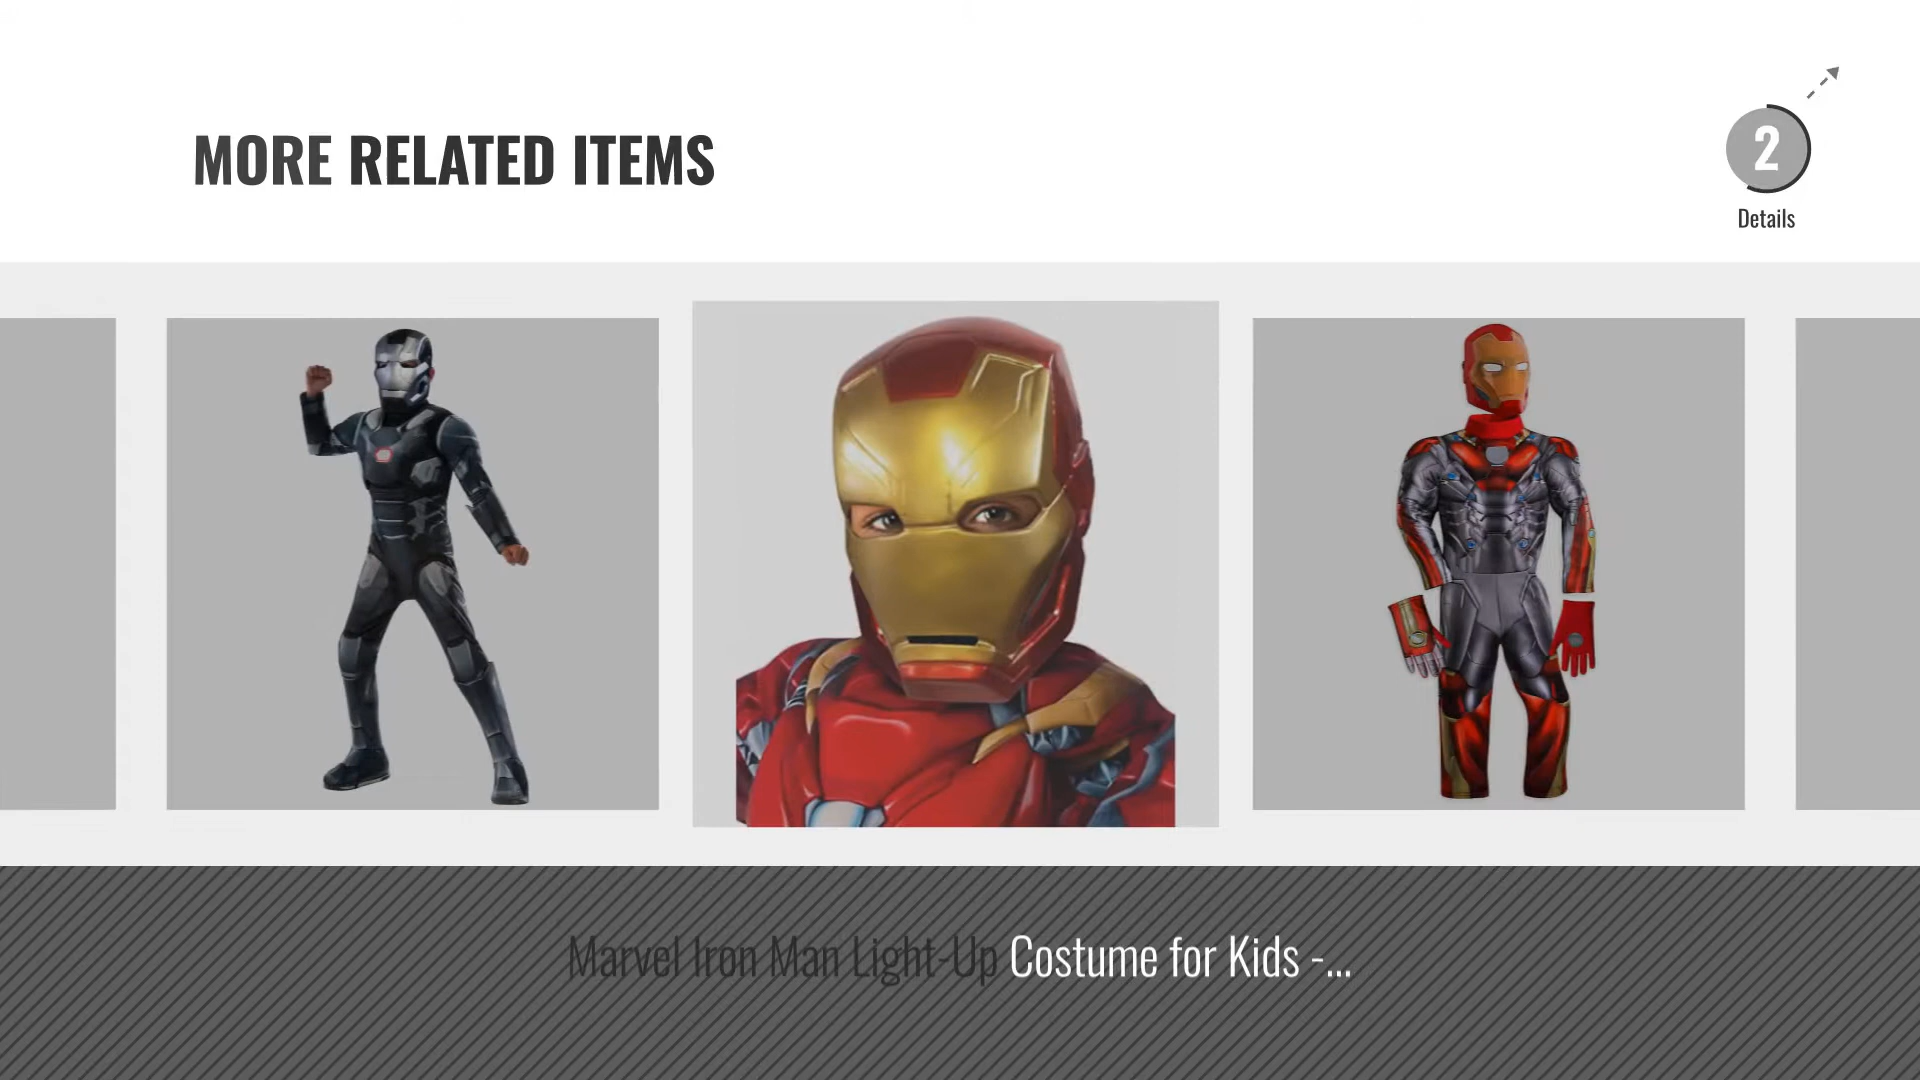 MORE RELATED ITEMS
2
Details
Marvel Iron Man Light-Up Costume for Kids -...